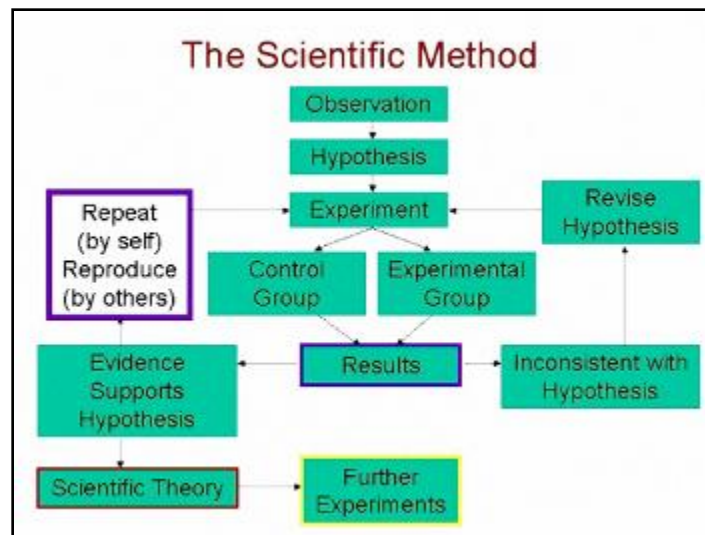 The Scientific Method
Observation
Hypothesis
Experiment
Repeat
(by self)
Reproduce
(by others)
Revise
Hypothesis
Control
Group
Experimental
Group
Results
Evidence
Supports
Hypothesis
Inconsistent with
Hypothesis
Scientific Theory
Further
Experiments